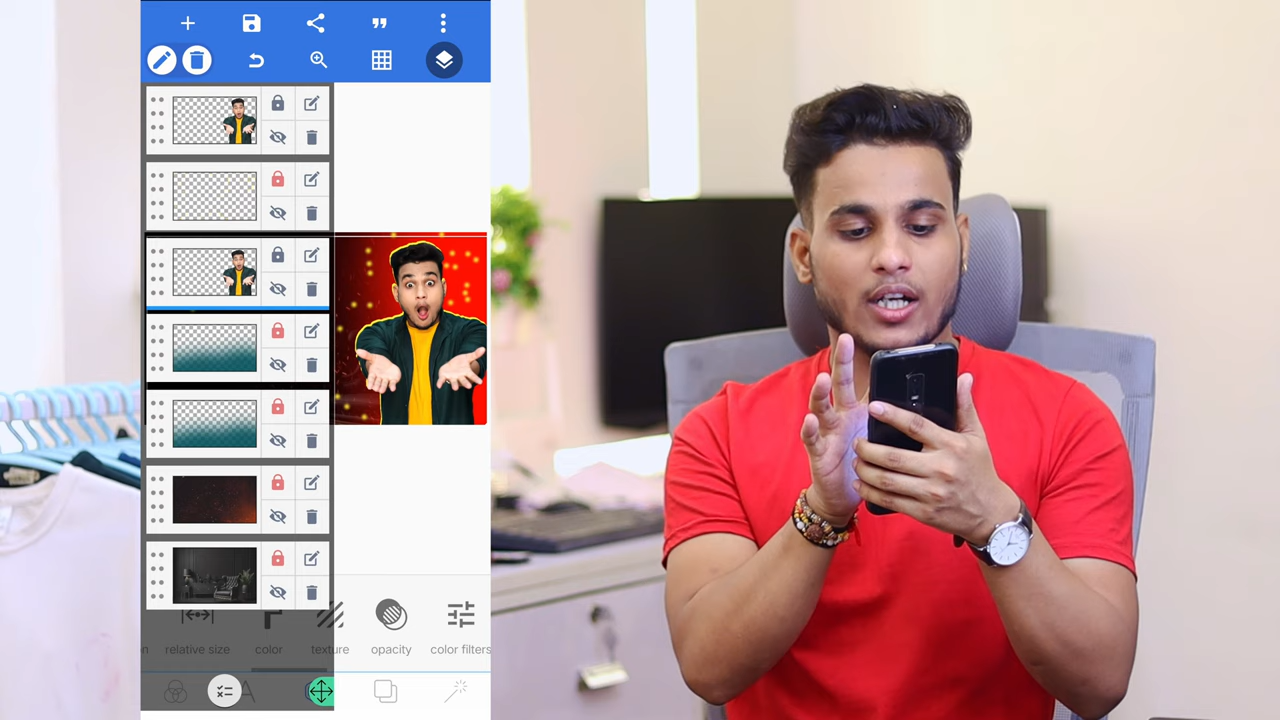 relative size
color
texture
opacity
color filters